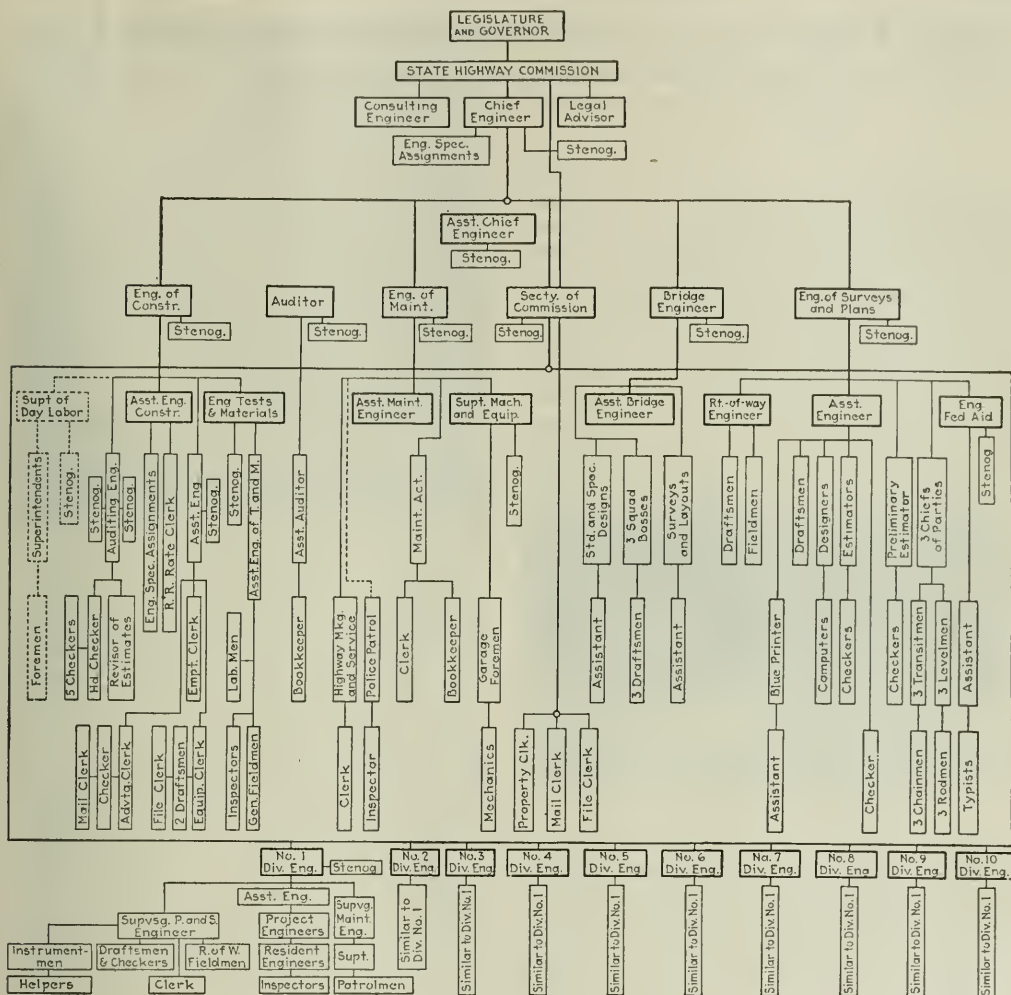 LEGISLATURE
AND GOVERNOR
STATE HIGHWAY COMMISSION
Consulting
Engineer
Chief
Engineer
Legal
Advisor
Eng. Spec.
Assignments
Stenog.
Asst. Chief
Engineer
Stenog.
Eng. of
Constr.
Stenog.
Auditor
Stenog.
Eng. of
Maint.
Stenog.
Secty. of
Commission
Stenog.
Bridge
Engineer
Stenog.
Eng. of Surveys
and Plans
Stenog.
Supt of
Day Labor
Asst. Eng.
Constr.
Eng Tests
& Materials
Asst. Maint.
Engineer
Supt. Mach.
and Equip.
Asst. Bridge
Engineer
Rt.-of-way
Engineer
Asst.
Engineer
Eng.
Fed Aid
Superintendents
Stenog.
Stenog.
Auditing Eng.
Stenog.
Eng. Spec. Assignments
R.R. Rate Clerk
Asst. Eng.
Stenog.
Stenog.
Asst. Eng. of T. and M.
Asst. Auditor
Maint. Act.
Stenog.
Std. and Spec.
Designs
3 Squad
Bosses
Surveys
and Layouts
Draftsmen
Fieldmen
Draftsmen
Designers
Estimators
Preliminary
Estimator
3 Chiefs
of Parties
Stenog
Foremen
5 Checkers
Hd. Checker
Revisor of
Estimates
Empt. Clerk
Lab. Men
Bookkeeper
Highway Mkg.
and Service
Police Patrol
Clerk
Bookkeeper
Garage
Foremen
Assistant
3 Draftsmen
Assistant
Blue Printer
Computers
Checkers
Checkers
3 Transitmen
3 Levelmen
Assistant
Mail Clerk
Checker
Advtg. Clerk
File Clerk
2 Draftsmen
Equip. Clerk
Inspectors
Gen. Fieldmen
Clerk
Inspector
Mechanics
Property Clk.
Mail Clerk
File Clerk
Assistant
Checker
3 Chainmen
3 Rodmen
Typists
No. 1
Div. Eng.
Stenog
No. 2
Div. Eng.
No. 3
Div. Eng.
No. 4
Div. Eng.
No. 5
Div. Eng
No. 6
Div. Eng.
No. 7
Div. Eng.
No. 8
Div. Eng.
No. 9
Div. Eng.
No. 10
Div. Eng.
Asst. Eng.
Supvsg. P. and S.
Engineer
Project
Engineers
Supvg.
Maint.
Eng.
Instrument-
men
Draftsmen
& Checkers
R. of W.
Fieldmen
Resident
Engineers
Supt.
Helpers
Clerk
Inspectors
Patrolmen
Similar to
Div. No. 1
Similar to Div. No. 1
Similar to Div. No. 1
Similar to Div. No. 1
Similar to Div. No. 1
Similar to Div. No. 1
Similar to Div. No. 1
Similar to Div. No. 1
Similar to Div. No. 1